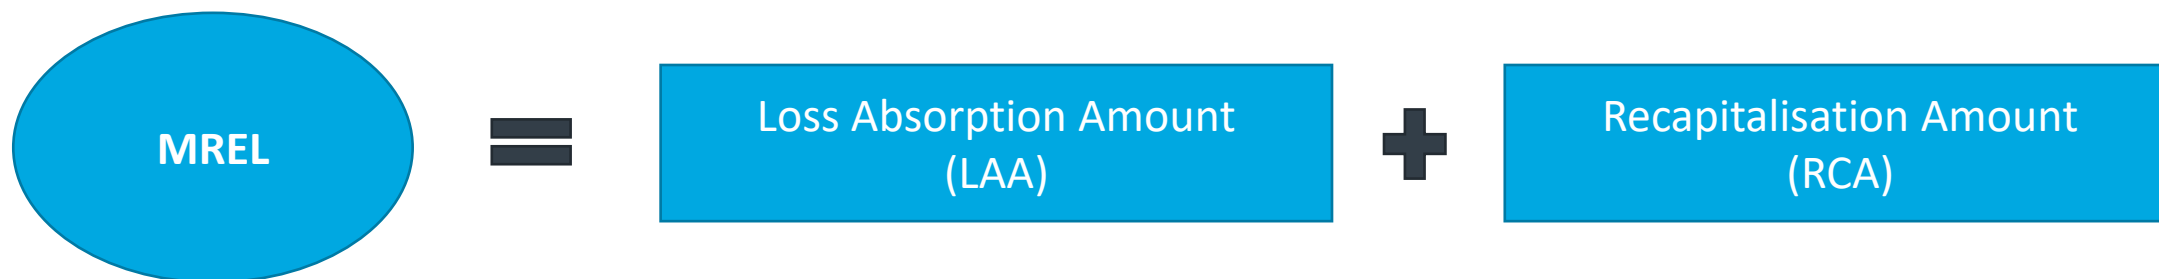 MREL
=
Loss Absorption Amount
(LAA)
+
Recapitalisation Amount
(RCA)